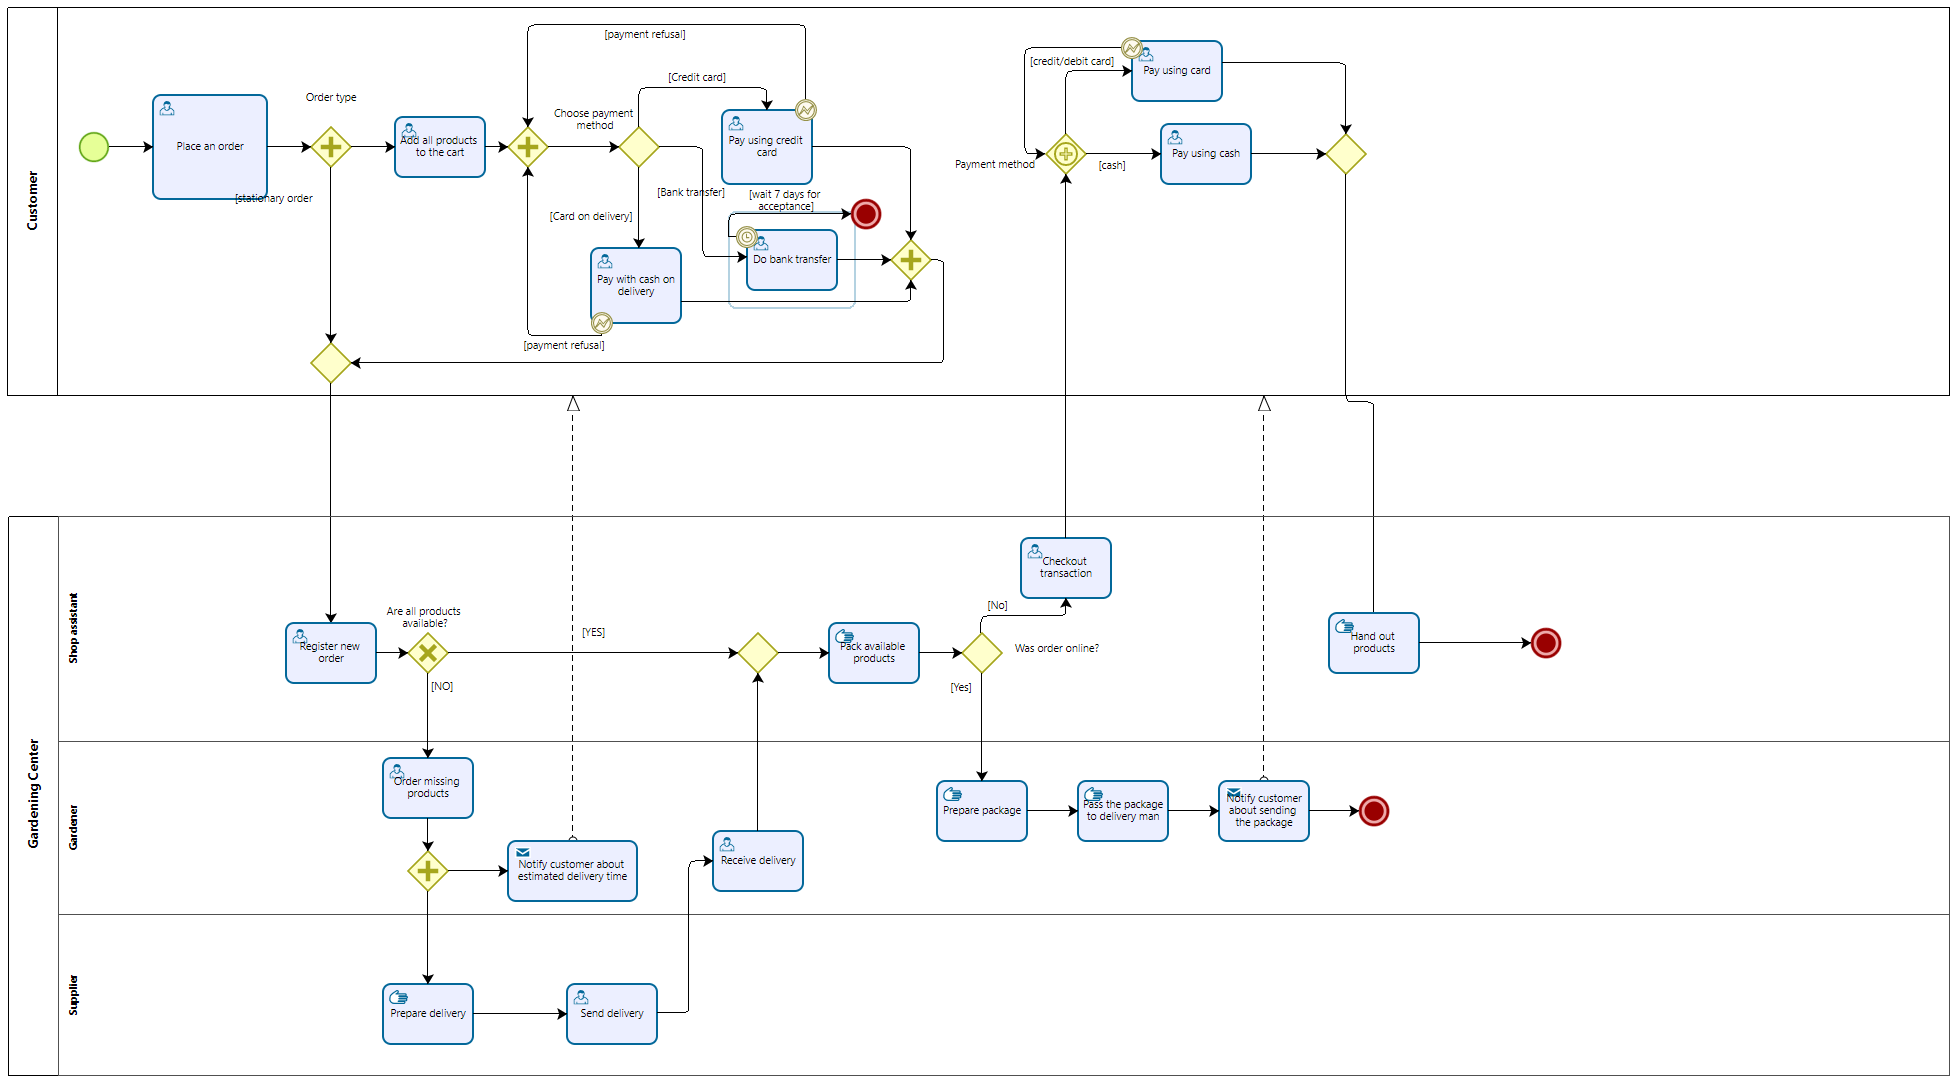 Customer
[payment refusal]
Order type
[Credit card]
Choose payment
method
Place an order
Add all products
to the cart
Pay using credit
card
[stationary order
[Bank transfer]
[wait 7 days for
acceptance]
[Card on delivery]
Do bank transfer
Pay with cash on
delivery
[payment refusal]
[credit/debit card]
Pay using card
Payment method
[cash]
Pay using cash
Gardening Center
Shop assistant
Checkout
transaction
Are all products
available?
[YES]
[No]
Register new
order
Pack available
products
Was order online?
Hand out
products
[NO]
[Yes]
Gardener
Order missing
products
Notify customer about
estimated delivery time
Receive delivery
Prepare package
Pass the package
to delivery man
Notify customer
about sending
the package
Supplier
Prepare delivery
Send delivery